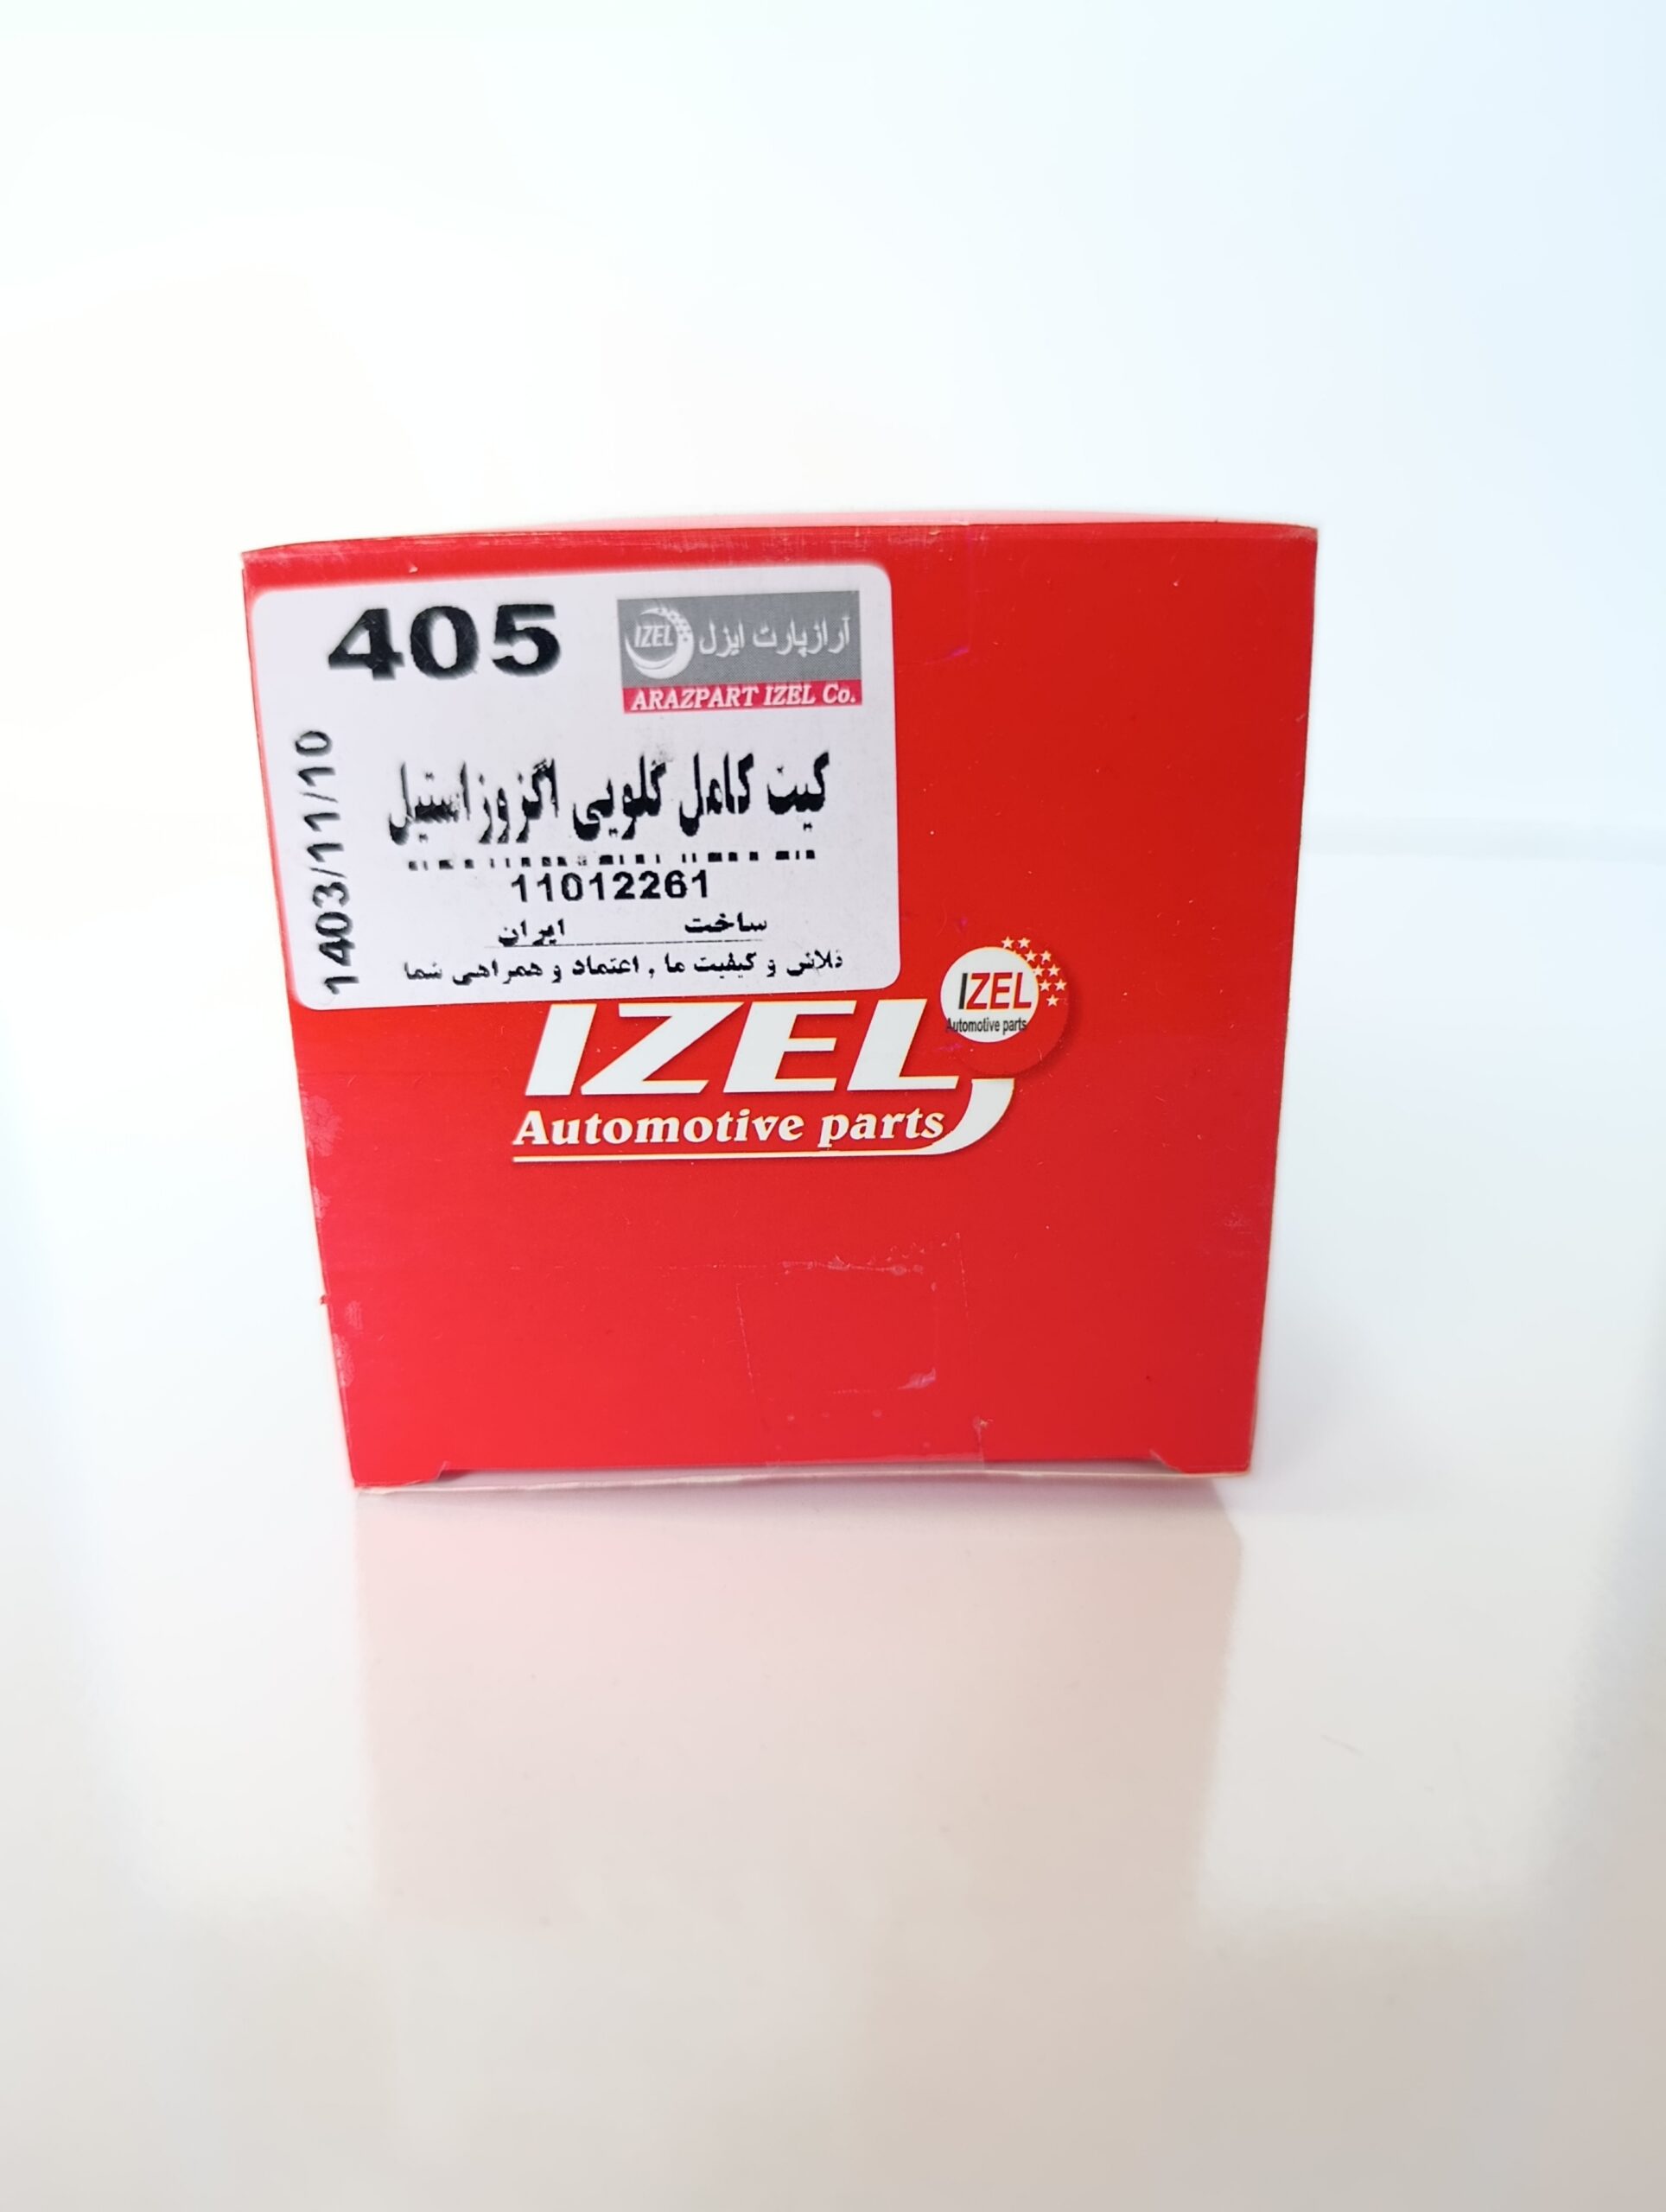 405
آرازپارت ایزل
IZEL
ARAZPART IZEL Co.
1403/11/10
کیت کامل گلویی اگزوز استیل
11012261
ساخت ایران
تلاش و کیفیت ما , اعتماد و همراهی شما
IZEL
Automotive parts
IZEL
Automotive parts